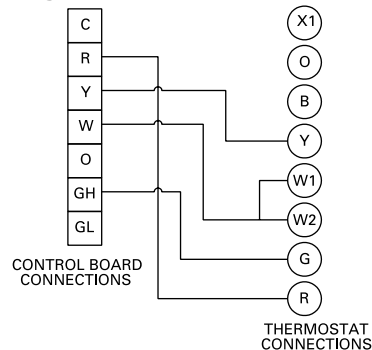 C
R
Y
W
O
GH
GL
CONTROL BOARD
CONNECTIONS
X1
O
B
Y
W1
W2
G
R
THERMOSTAT
CONNECTIONS